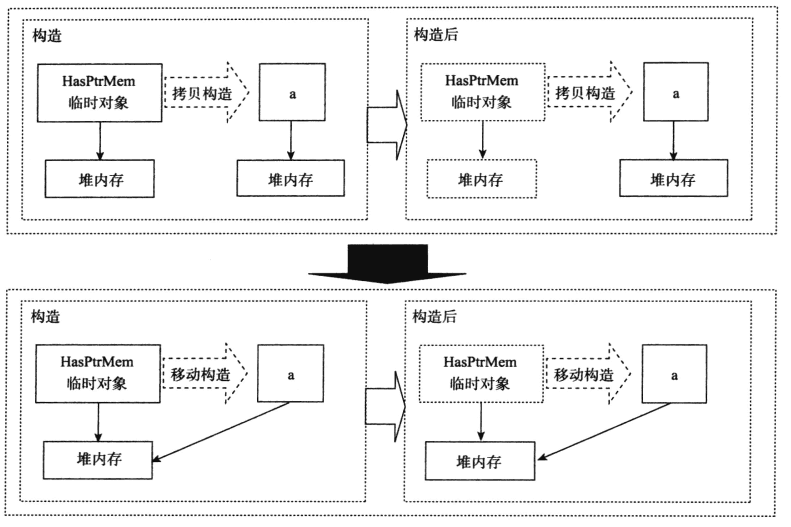 构造
HasPtrMem
临时对象
拷贝构造
a
堆内存
堆内存
构造后
HasPtrMem
临时对象
拷贝构造
a
堆内存
堆内存
构造
HasPtrMem
临时对象
移动构造
a
堆内存
构造后
HasPtrMem
临时对象
移动构造
a
堆内存